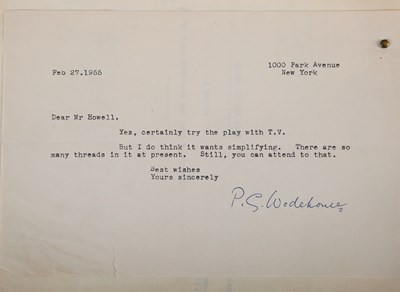 1000 Park Avenue
Feb 27.1955
New York
Dear Mr Howell.
Yes, certainly try the play with T.V.
But I do think it wants simplifying. There are so
many threads in it at present. Still, you can attend to that.
Best wishes
Yours sincerely
P.G. Wodehouse